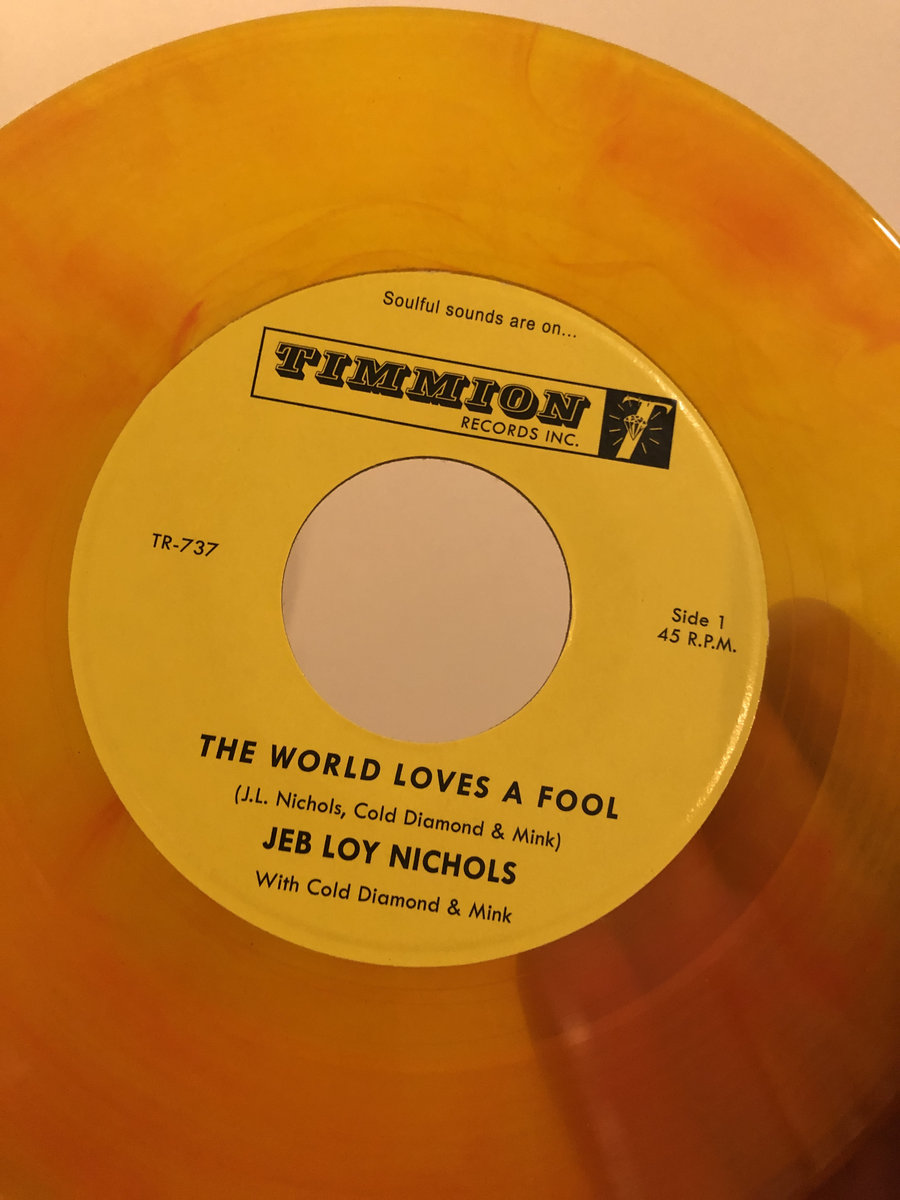 Soulful sounds are on...
TIMMION
RECORDS INC.
T
TR-737
Side 1
45 R.P.M.
THE WORLD LOVES A FOOL
(J.L. Nichols, Cold Diamond & Mink)
JEB LOY NICHOLS
With Cold Diamond & Mink